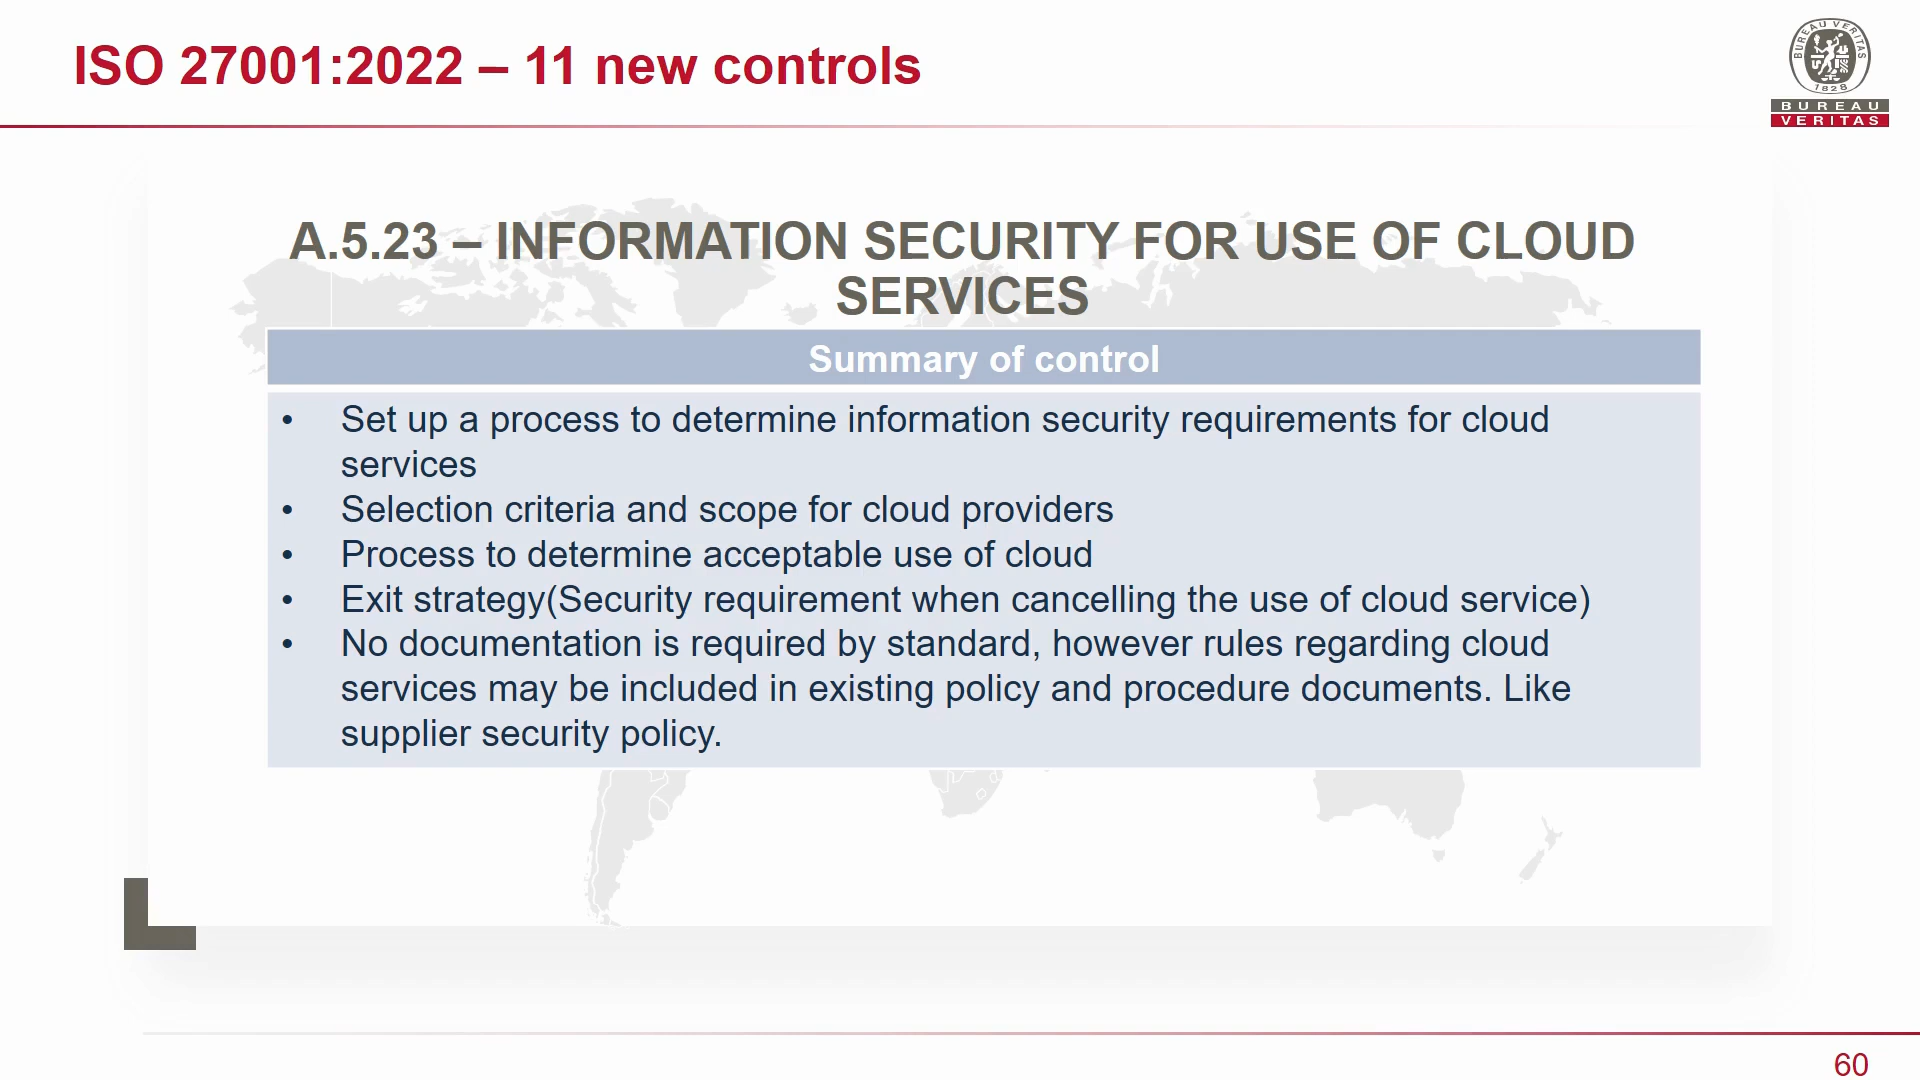 ISO 27001:2022 – 11 new controls
BUREAU VERITAS
1828
BUREAU
VERITAS
A.5.23 – INFORMATION SECURITY FOR USE OF CLOUD
SERVICES
Summary of control
• Set up a process to determine information security requirements for cloud
services
• Selection criteria and scope for cloud providers
• Process to determine acceptable use of cloud
• Exit strategy(Security requirement when cancelling the use of cloud service)
• No documentation is required by standard, however rules regarding cloud
services may be included in existing policy and procedure documents. Like
supplier security policy.
60